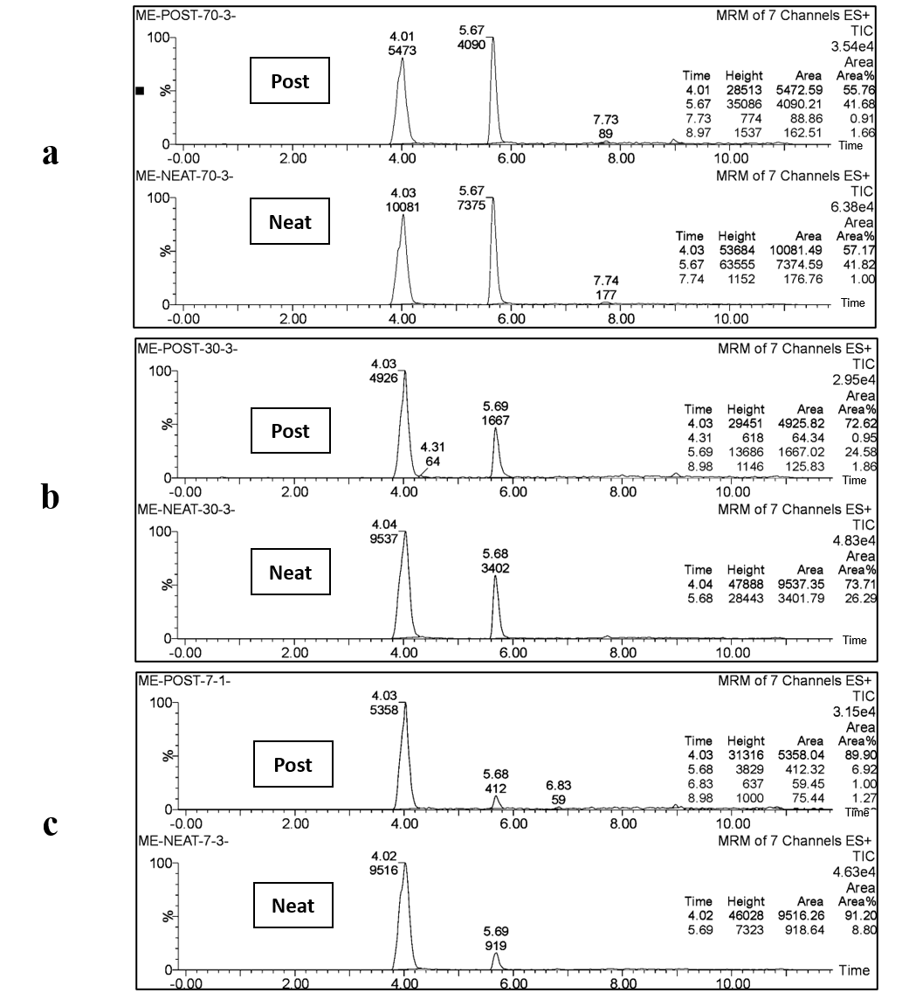 a
ME-POST-70-3-
MRM of 7 Channels ES+
TIC
3.54e4
Area
Time Height Area Area%
4.01 28513 5472.59 55.76
5.67 35086 4090.21 41.68
7.73 774 88.86 0.91
8.97 1537 162.51 1.66
100
%
0
Post
4.01
5473
5.67
4090
7.73
89
Time
-0.00 2.00 4.00 6.00 8.00 10.00
ME-NEAT-70-3-
MRM of 7 Channels ES+
TIC
6.38e4
Area
Time Height Area Area%
4.03 53684 10081.49 57.17
5.67 63555 7374.59 41.82
7.74 1152 176.76 1.00
100
%
0
Neat
4.03
10081
5.67
7375
7.74
177
Time
-0.00 2.00 4.00 6.00 8.00 10.00
b
ME-POST-30-3-
MRM of 7 Channels ES+
TIC
2.95e4
Area
Time Height Area Area%
4.03 29451 4925.82 72.62
4.31 618 64.34 0.95
5.69 13686 1667.02 24.58
8.98 1146 125.83 1.86
100
%
0
Post
4.03
4926
4.31
64
5.69
1667
Time
-0.00 2.00 4.00 6.00 8.00 10.00
ME-NEAT-30-3-
MRM of 7 Channels ES+
TIC
4.83e4
Area
Time Height Area Area%
4.04 47888 9537.35 73.71
5.68 28443 3401.79 26.29
100
%
0
Neat
4.04
9537
5.68
3402
Time
-0.00 2.00 4.00 6.00 8.00 10.00
c
ME-POST-7-1-
MRM of 7 Channels ES+
TIC
3.15e4
Area
Time Height Area Area%
4.03 31316 5358.04 89.90
5.68 3829 412.32 6.92
6.83 637 59.45 1.00
8.98 1000 75.44 1.27
100
%
0
Post
4.03
5358
5.68
412
6.83
59
Time
-0.00 2.00 4.00 6.00 8.00 10.00
ME-NEAT-7-3-
MRM of 7 Channels ES+
TIC
4.63e4
Area
Time Height Area Area%
4.02 46028 9516.26 91.20
5.69 7323 918.64 8.80
100
%
0
Neat
4.02
9516
5.69
919
Time
-0.00 2.00 4.00 6.00 8.00 10.00